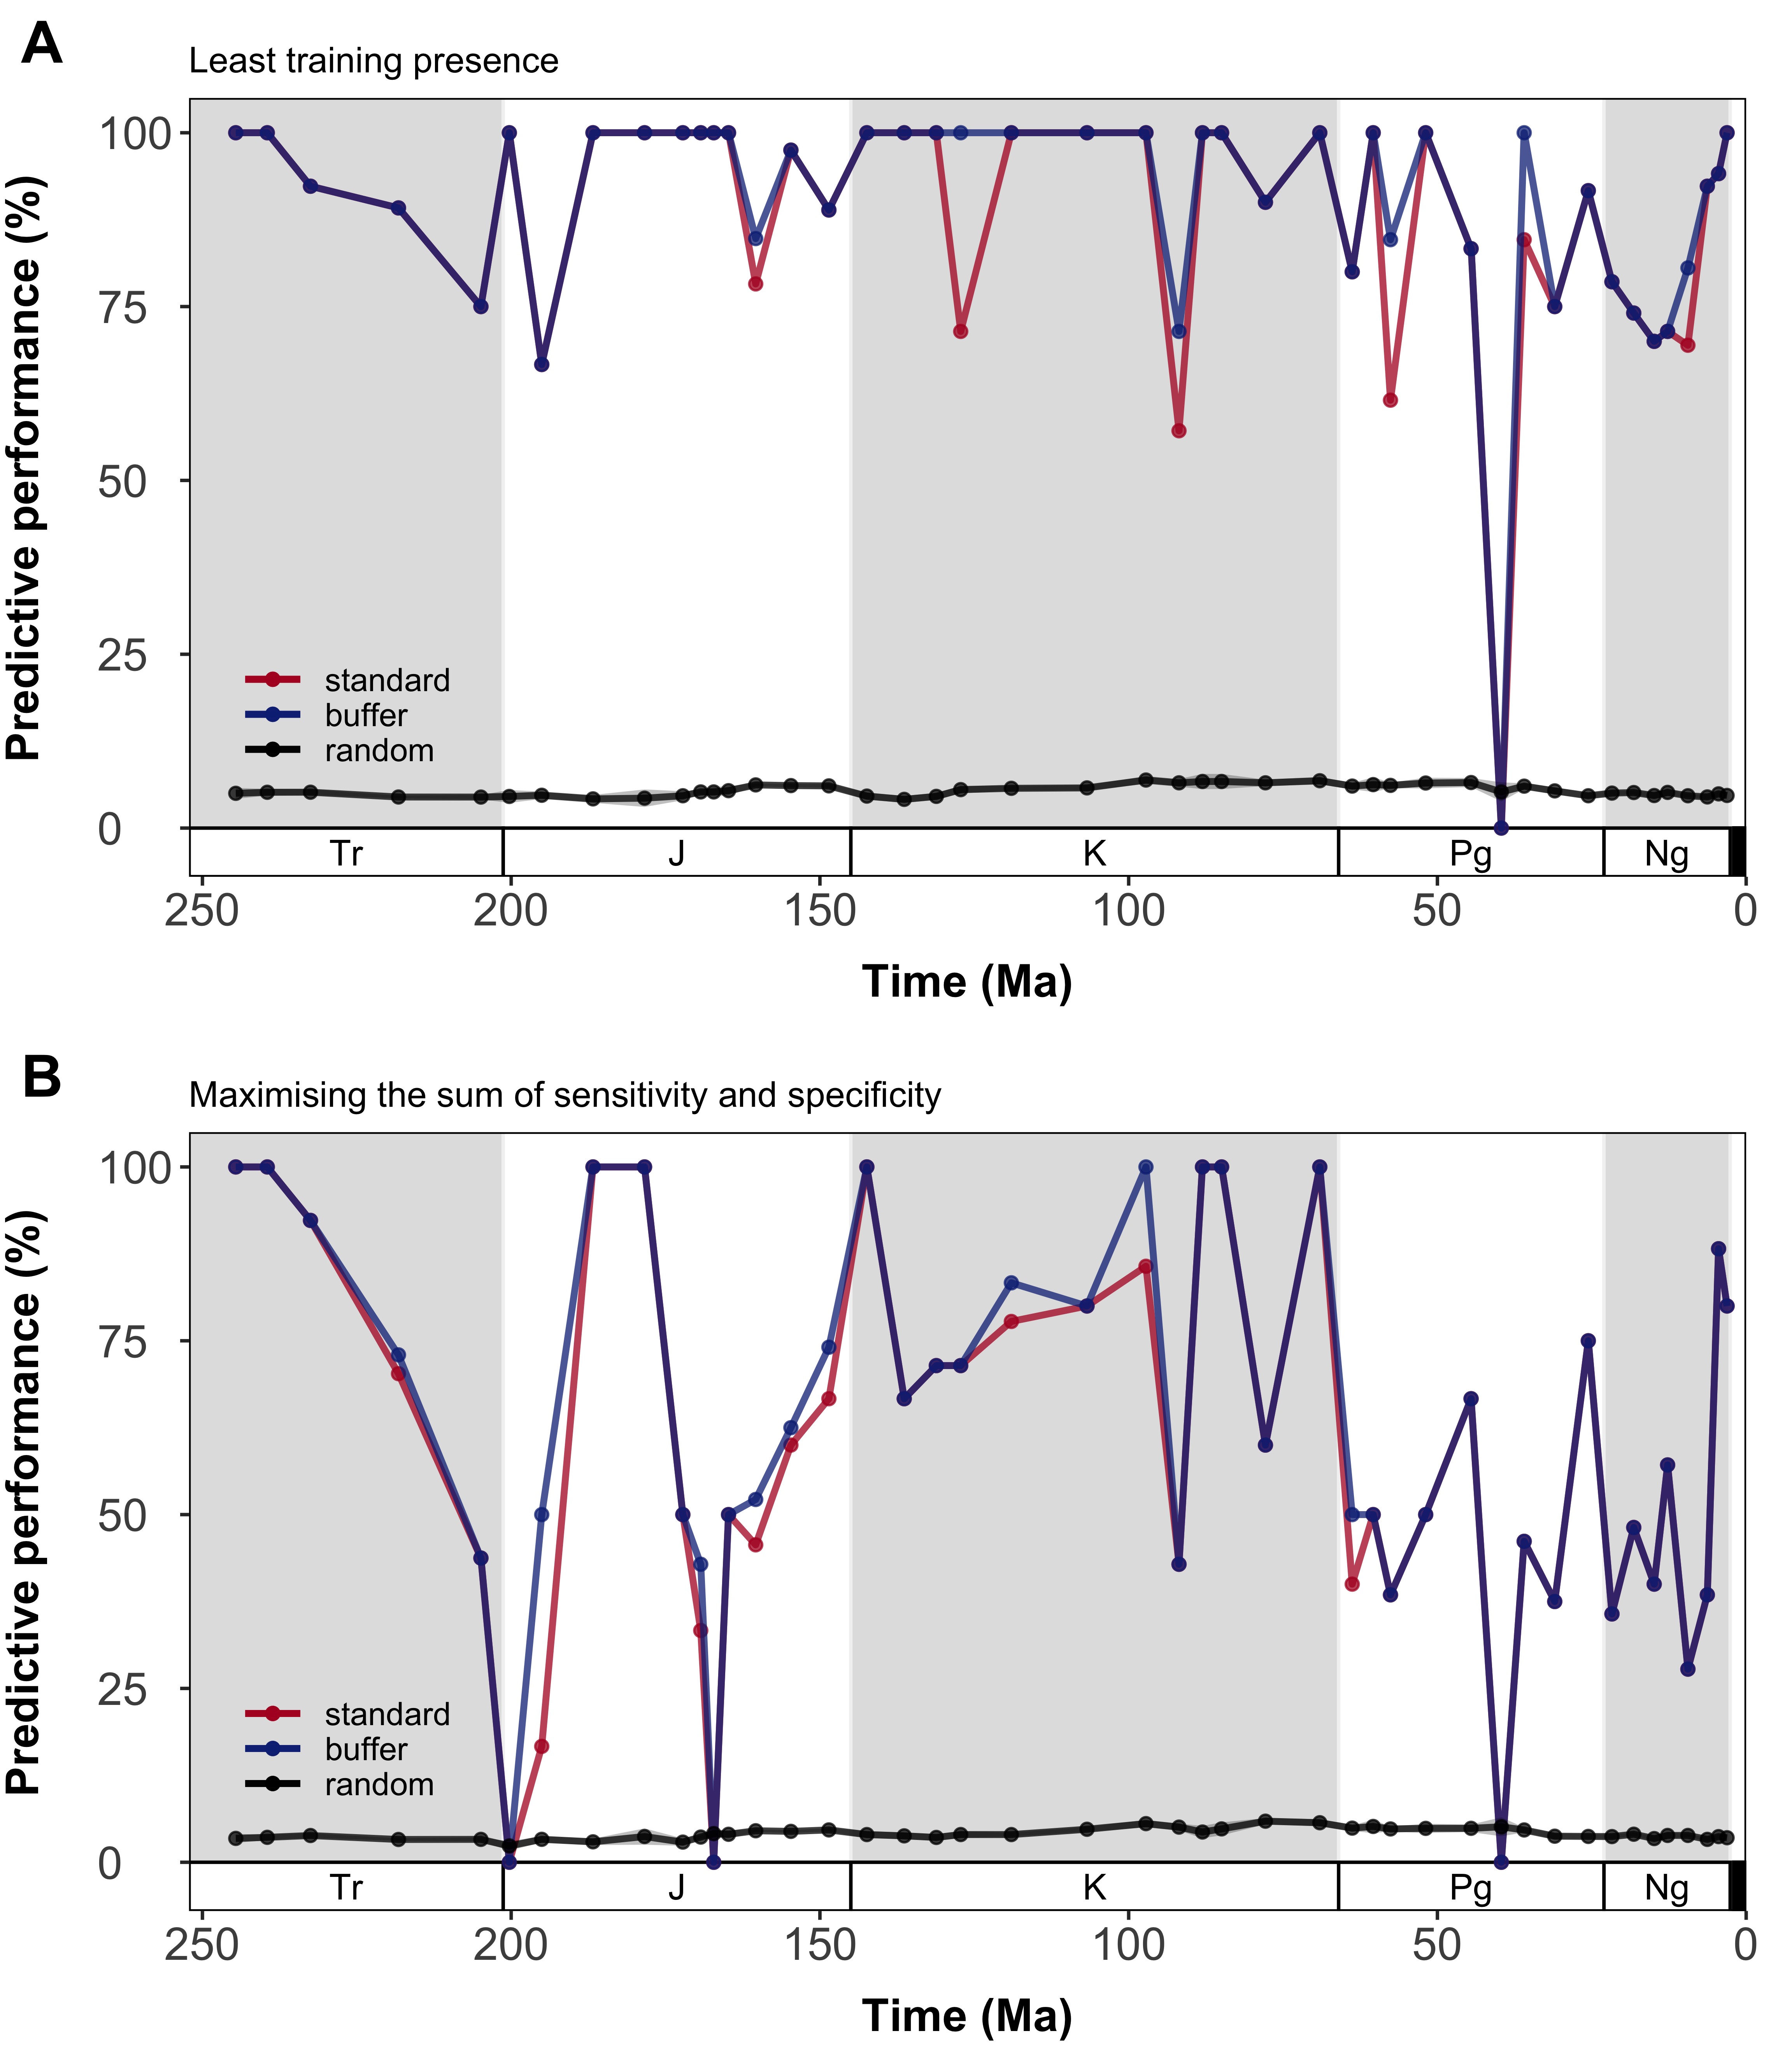 A
Least training presence
Predictive performance (%)
100
75
50
25
0
standard
buffer
random
Tr J K Pg Ng
250 200 150 100 50 0
Time (Ma)
B
Maximising the sum of sensitivity and specificity
Predictive performance (%)
100
75
50
25
0
standard
buffer
random
Tr J K Pg Ng
250 200 150 100 50 0
Time (Ma)